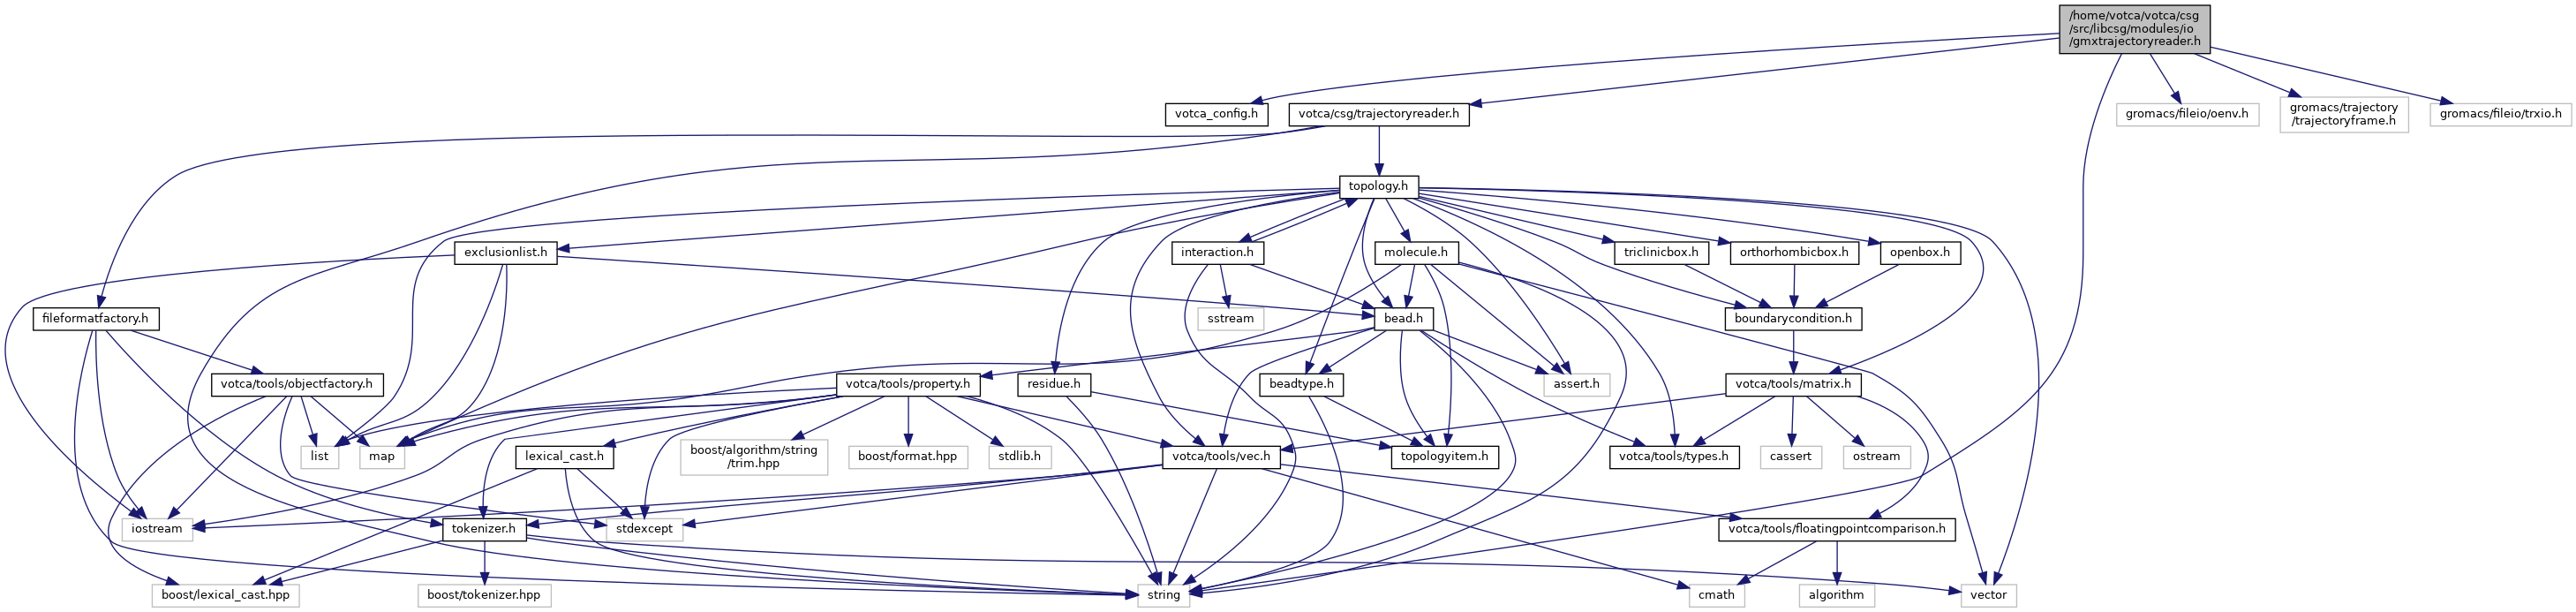 /home/votca/votca/csg
/src/libcsg/modules/io
/gmxtrajectoryreader.h
votca_config.h
votca/csg/trajectoryreader.h
gromacs/fileio/oenv.h
gromacs/trajectory
/trajectoryframe.h
gromacs/fileio/trxio.h
topology.h
exclusionlist.h
interaction.h
molecule.h
triclinicbox.h
orthorhombicbox.h
openbox.h
fileformatfactory.h
sstream
bead.h
boundarycondition.h
votca/tools/objectfactory.h
votca/tools/property.h
residue.h
beadtype.h
assert.h
votca/tools/matrix.h
list
map
lexical_cast.h
boost/algorithm/string
/trim.hpp
boost/format.hpp
stdlib.h
votca/tools/vec.h
topologyitem.h
votca/tools/types.h
cassert
ostream
iostream
tokenizer.h
stdexcept
votca/tools/floatingpointcomparison.h
boost/lexical_cast.hpp
boost/tokenizer.hpp
string
cmath
algorithm
vector